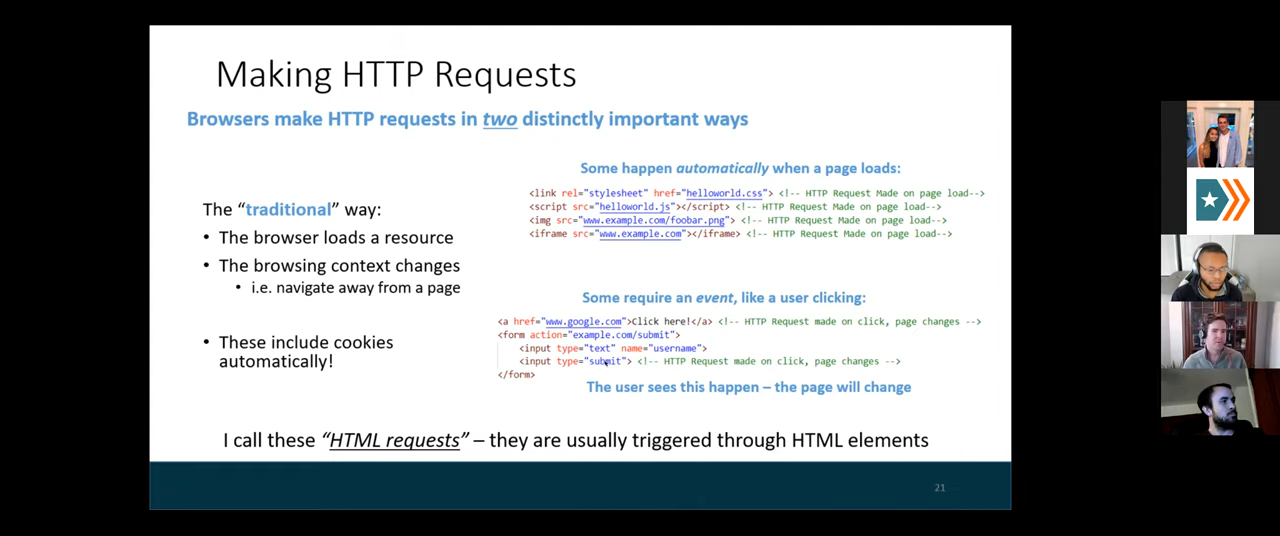 Making HTTP Requests
Browsers make HTTP requests in two distinctly important ways
The “traditional” way:
• The browser loads a resource
• The browsing context changes
• i.e. navigate away from a page
• These include cookies
automatically!
Some happen automatically when a page loads:
<link rel="stylesheet" href="helloworld.css"> <!-- HTTP Request Made on page load-->
<script src="helloworld.js"></script> <!-- HTTP Request Made on page load-->
<img src="www.example.com/foobar.png"> <!-- HTTP Request Made on page load-->
<iframe src="www.example.com"></iframe> <!-- HTTP Request Made on page load-->
Some require an event, like a user clicking:
<a href="www.google.com">Click here!</a> <!-- HTTP Request made on click, page changes -->
<form action="example.com/submit">
<input type="text" name="username">
<input type="submit"> <!-- HTTP Request made on click, page changes -->
</form>
The user sees this happen – the page will change
I call these “HTML requests” – they are usually triggered through HTML elements
21